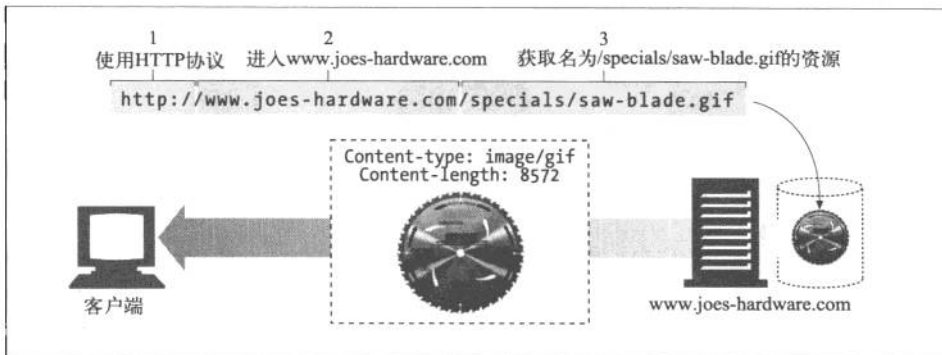 1 2 3
使用HTTP协议 进入www.joes-hardware.com 获取名为/specials/saw-blade.gif的资源
http://www.joes-hardware.com/specials/saw-blade.gif
Content-type: image/gif
Content-length: 8572
客户端
www.joes-hardware.com